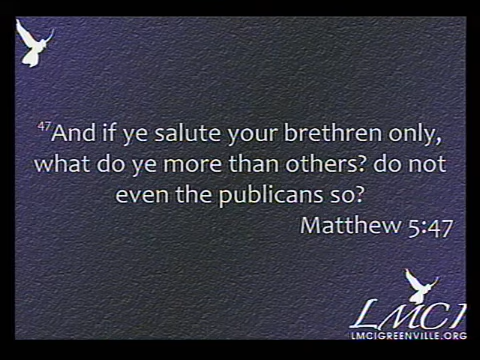 47And if ye salute your brethren only,
what do ye more than others? do not
even the publicans so?
Matthew 5:47
LMCI
LMCIGREENVILLE.ORG